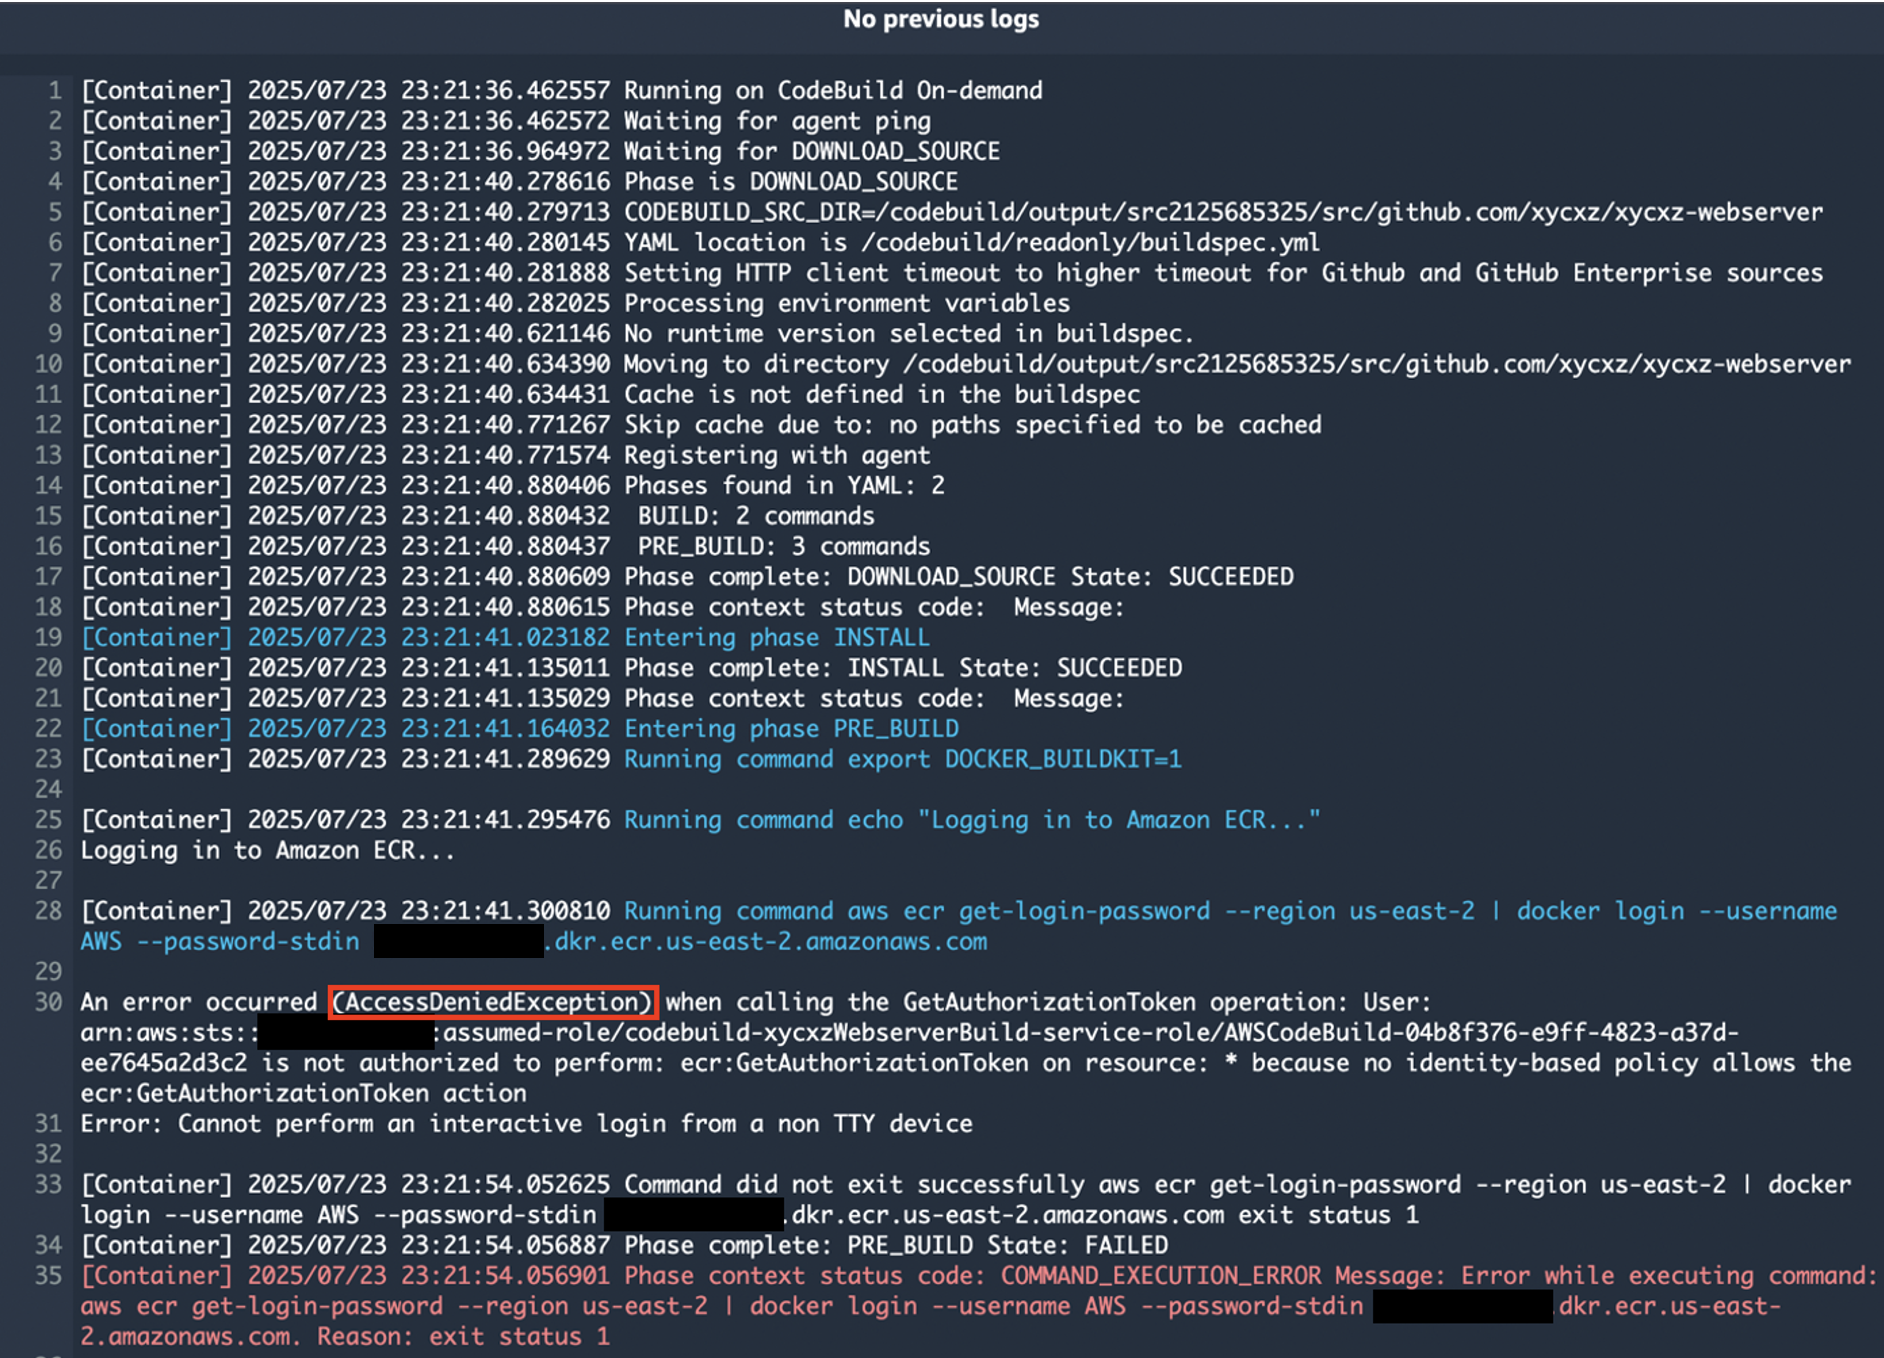 No previous logs
1 [Container] 2025/07/23 23:21:36.462557 Running on CodeBuild On-demand
2 [Container] 2025/07/23 23:21:36.462572 Waiting for agent ping
3 [Container] 2025/07/23 23:21:36.964972 Waiting for DOWNLOAD_SOURCE
4 [Container] 2025/07/23 23:21:40.278616 Phase is DOWNLOAD_SOURCE
5 [Container] 2025/07/23 23:21:40.279713 CODEBUILD_SRC_DIR=/codebuild/output/src2125685325/src/github.com/xycxz/xycxz-webserver
6 [Container] 2025/07/23 23:21:40.280145 YAML location is /codebuild/readonly/buildspec.yml
7 [Container] 2025/07/23 23:21:40.281888 Setting HTTP client timeout to higher timeout for Github and GitHub Enterprise sources
8 [Container] 2025/07/23 23:21:40.282025 Processing environment variables
9 [Container] 2025/07/23 23:21:40.621146 No runtime version selected in buildspec.
10 [Container] 2025/07/23 23:21:40.634390 Moving to directory /codebuild/output/src2125685325/src/github.com/xycxz/xycxz-webserver
11 [Container] 2025/07/23 23:21:40.634431 Cache is not defined in the buildspec
12 [Container] 2025/07/23 23:21:40.771267 Skip cache due to: no paths specified to be cached
13 [Container] 2025/07/23 23:21:40.771574 Registering with agent
14 [Container] 2025/07/23 23:21:40.880406 Phases found in YAML: 2
15 [Container] 2025/07/23 23:21:40.880432  BUILD: 2 commands
16 [Container] 2025/07/23 23:21:40.880437  PRE_BUILD: 3 commands
17 [Container] 2025/07/23 23:21:40.880609 Phase complete: DOWNLOAD_SOURCE State: SUCCEEDED
18 [Container] 2025/07/23 23:21:40.880615 Phase context status code:  Message:
19 [Container] 2025/07/23 23:21:41.023182 Entering phase INSTALL
20 [Container] 2025/07/23 23:21:41.135011 Phase complete: INSTALL State: SUCCEEDED
21 [Container] 2025/07/23 23:21:41.135029 Phase context status code:  Message:
22 [Container] 2025/07/23 23:21:41.164032 Entering phase PRE_BUILD
23 [Container] 2025/07/23 23:21:41.289629 Running command export DOCKER_BUILDKIT=1
24
25 [Container] 2025/07/23 23:21:41.295476 Running command echo "Logging in to Amazon ECR..."
26 Logging in to Amazon ECR...
27
28 [Container] 2025/07/23 23:21:41.300810 Running command aws ecr get-login-password --region us-east-2 | docker login --username
AWS --password-stdin .dkr.ecr.us-east-2.amazonaws.com
29
30 An error occurred (AccessDeniedException) when calling the GetAuthorizationToken operation: User:
arn:aws:sts:::assumed-role/codebuild-xycxzWebserverBuild-service-role/AWSCodeBuild-04b8f376-e9ff-4823-a37d-
ee7645a2d3c2 is not authorized to perform: ecr:GetAuthorizationToken on resource: * because no identity-based policy allows the
ecr:GetAuthorizationToken action
31 Error: Cannot perform an interactive login from a non TTY device
32
33 [Container] 2025/07/23 23:21:54.052625 Command did not exit successfully aws ecr get-login-password --region us-east-2 | docker
login --username AWS --password-stdin .dkr.ecr.us-east-2.amazonaws.com exit status 1
34 [Container] 2025/07/23 23:21:54.056887 Phase complete: PRE_BUILD State: FAILED
35 [Container] 2025/07/23 23:21:54.056901 Phase context status code: COMMAND_EXECUTION_ERROR Message: Error while executing command:
aws ecr get-login-password --region us-east-2 | docker login --username AWS --password-stdin .dkr.ecr.us-east-
2.amazonaws.com. Reason: exit status 1